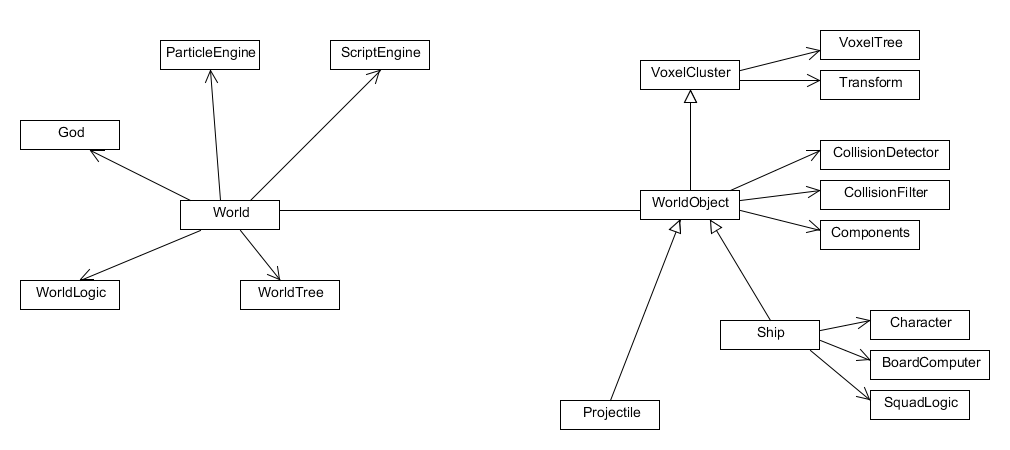 VoxelTree
ParticleEngine
ScriptEngine
VoxelCluster
Transform
God
CollisionDetector
CollisionFilter
World
WorldObject
Components
WorldLogic
WorldTree
Character
Ship
BoardComputer
SquadLogic
Projectile